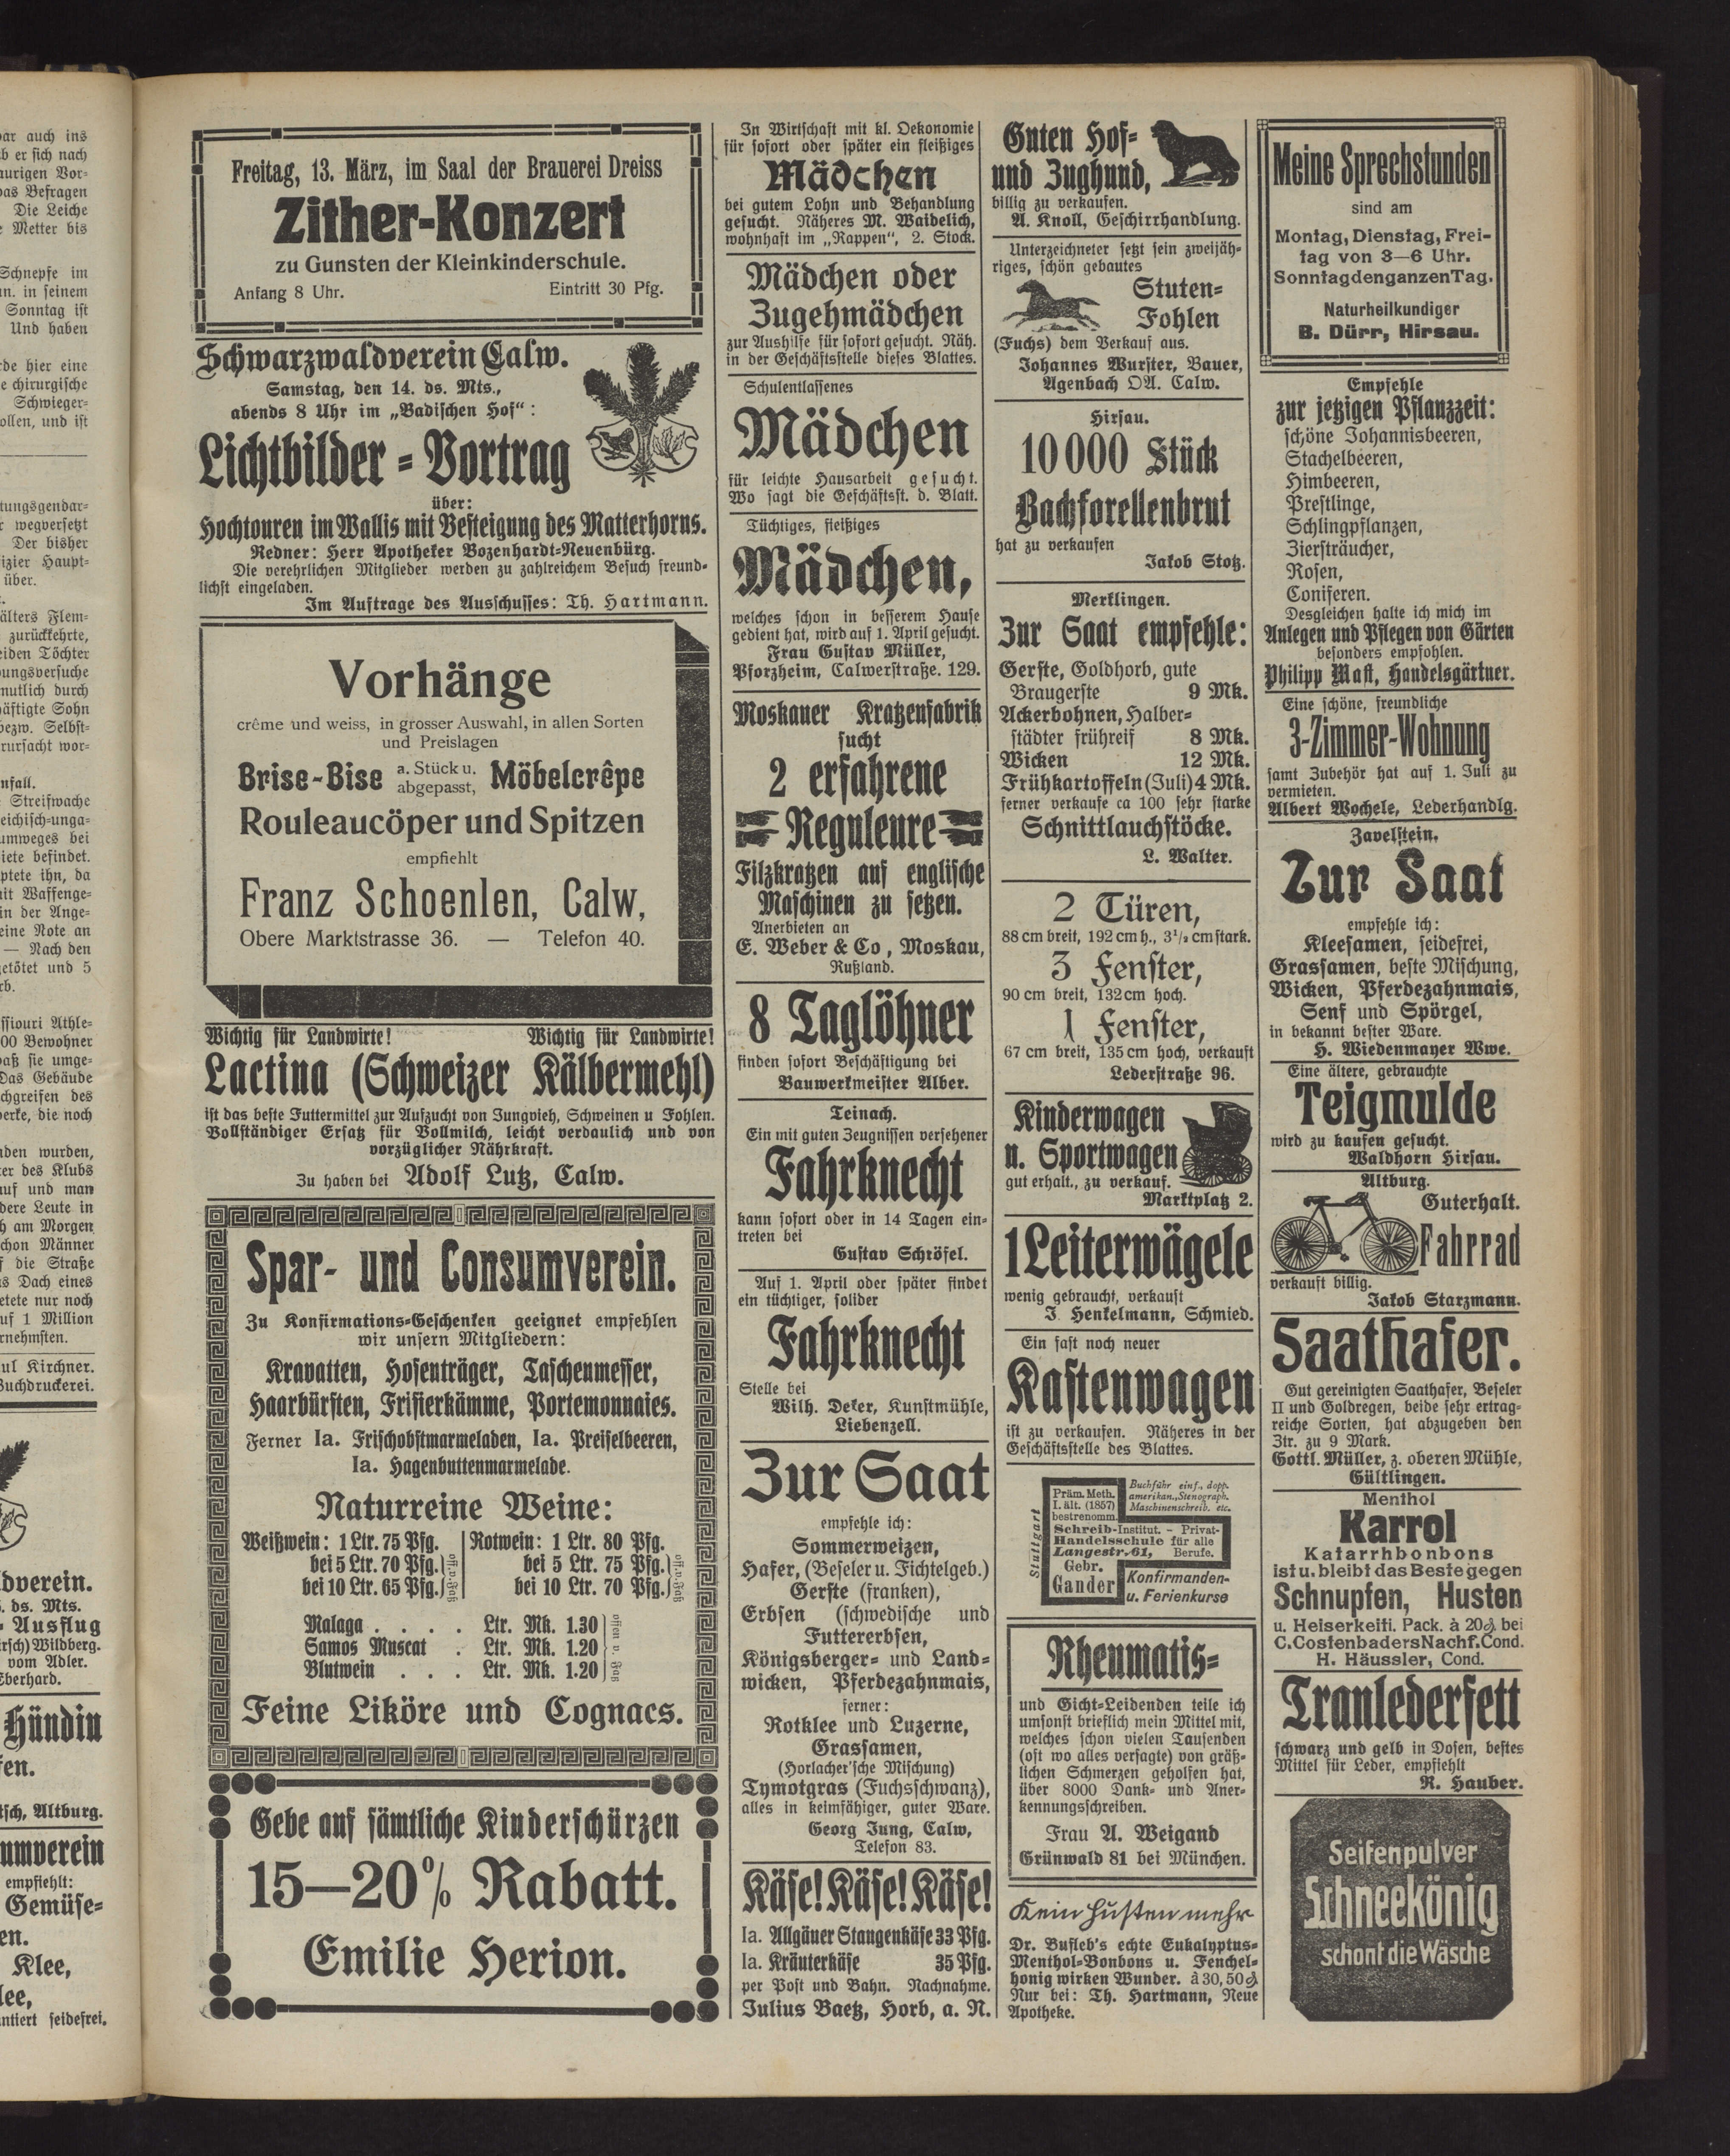 Freitag, 13. März, im Saal der Brauerei Dreiss
Zither-Konzert
zu Gunsten der Kleinkinderschule.
Anfang 8 Uhr. Eintritt 30 Pfg.
Schwarzwaldverein Calw.
Samstag, den 14. ds. Mts.,
abends 8 Uhr im „Badischen Hof“:
Lichtbilder-Vortrag
über:
Hochtouren im Wallis mit Besteigung des Matterhorns.
Redner: Herr Apotheker Bozenhardt-Neuenbürg.
Die verehrlichen Mitglieder werden zu zahlreichem Besuch freund-
lichst eingeladen.
Im Auftrage des Ausschusses: Th. Hartmann.
Vorhänge
crême und weiss, in grosser Auswahl, in allen Sorten
und Preislagen
Brise-Bise a. Stück u. abgepasst, Möbelcrêpe
Rouleaucöper und Spitzen
empfiehlt
Franz Schoenlen, Calw,
Obere Marktstrasse 36. — Telefon 40.
Wichtig für Landwirte! Wichtig für Landwirte!
Lactina (Schweizer Kälbermehl)
ist das beste Futtermittel zur Aufzucht von Jungvieh, Schweinen u Fohlen.
Vollständiger Ersatz für Vollmilch, leicht verdaulich und von
vorzüglicher Nährkraft.
Zu haben bei Adolf Lutz, Calw.
Spar- und Consumverein.
Zu Konfirmations-Geschenken geeignet empfehlen
wir unsern Mitgliedern:
Kravatten, Hosenträger, Taschenmesser,
Haarbürsten, Frisierkämme, Portemonnaies.
Ferner Ia. Frischobstmarmeladen, Ia. Preiselbeeren,
Ia. Hagenbuttenmarmelade.
Naturreine Weine:
Weißwein: 1 Ltr. 75 Pfg.
bei 5 Ltr. 70 Pfg.
bei 10 Ltr. 65 Pfg.
off. v. Faß
Rotwein: 1 Ltr. 80 Pfg.
bei 5 Ltr. 75 Pfg.
bei 10 Ltr. 70 Pfg.
off. v. Faß
Malaga . . . . Ltr. Mk. 1.30
Samos Muscat . Ltr. Mk. 1.20
Blutwein . . . Ltr. Mk. 1.20
offen v. Faß
Feine Liköre und Cognacs.
Gebe auf sämtliche Kinderschürzen
15—20% Rabatt.
Emilie Herion.
In Wirtschaft mit kl. Oekonomie
für sofort oder später ein fleißiges
Mädchen
bei gutem Lohn und Behandlung
gesucht. Näheres M. Waidelich,
wohnhaft im „Rappen“, 2. Stock.
Mädchen oder
Zugehmädchen
zur Aushilfe für sofort gesucht. Näh.
in der Geschäftsstelle dieses Blattes.
Schulentlassenes
Mädchen
für leichte Hausarbeit gesucht.
Wo sagt die Geschäftsst. d. Blatt.
Tüchtiges, fleißiges
Mädchen,
welches schon in besserem Hause
gedient hat, wird auf 1. April gesucht.
Frau Gustav Müller,
Pforzheim, Calwerstraße. 129.
Moskauer Kratzenfabrik
sucht
2 erfahrene
Reguleure
Filzkratzen auf englische
Maschinen zu setzen.
Anerbieten an
E. Weber & Co, Moskau,
Rußland.
8 Taglöhner
finden sofort Beschäftigung bei
Bauwerkmeister Alber.
Teinach.
Ein mit guten Zeugnissen versehener
Fahrknecht
kann sofort oder in 14 Tagen ein-
treten bei
Gustav Schröfel.
Auf 1. April oder später findet
ein tüchtiger, solider
Fahrknecht
Stelle bei
Wilh. Deker, Kunstmühle,
Liebenzell.
Zur Saat
empfehle ich:
Sommerweizen,
Hafer, (Beseler u. Fichtelgeb.)
Gerste (franken),
Erbsen (schwedische und
Futtererbsen,
Königsberger- und Land-
wicken, Pferdezahnmais,
ferner:
Rotklee und Luzerne,
Grassamen,
(Horlacher'sche Mischung)
Tymotgras (Fuchsschwanz),
alles in keimfähiger, guter Ware.
Georg Jung, Calw,
Telefon 83.
Käse! Käse! Käse!
Ia. Allgäuer Stangenkäse 33 Pfg.
Ia. Kräuterkäse 35 Pfg.
per Post und Bahn. Nachnahme.
Julius Baetz, Horb, a. N.
Guten Hof-
und Zughund,
billig zu verkaufen.
A. Knoll, Geschirrhandlung.
Unterzeichneter setzt sein zweijäh-
riges, schön gebautes
Stuten-
Fohlen
(Fuchs) dem Verkauf aus.
Johannes Wurster, Bauer,
Agenbach OA. Calw.
Hirsau.
10 000 Stück
Bachforellenbrut
hat zu verkaufen
Jakob Stotz.
Merklingen.
Zur Saat empfehle:
Gerste, Goldhorb, gute
Braugerste 9 Mk.
Ackerbohnen, Halber-
städter frühreif 8 Mk.
Wicken 12 Mk.
Frühkartoffeln (Juli) 4 Mk.
ferner verkaufe ca 100 sehr starke
Schnittlauchstöcke.
L. Walter.
2 Türen,
88 cm breit, 192 cm h., 3½ cm stark.
3 Fenster,
90 cm breit, 132 cm hoch.
1 Fenster,
67 cm breit, 135 cm hoch, verkauft
Lederstraße 96.
Kinderwagen
u. Sportwagen
gut erhalt., zu verkauf.
Marktplatz 2.
1 Leiterwägele
wenig gebraucht, verkauft
J. Henkelmann, Schmied.
Ein fast noch neuer
Kastenwagen
ist zu verkaufen. Näheres in der
Geschäftsstelle des Blattes.
Stuttgart
Präm. Meth.
I. ält. (1857)
bestrenomm.
Buchführ einf., dopp.
amerikan., Stenograph.
Maschinenschreib. etc.
Schreib-Institut. - Privat-
Handelsschule für alle
Langestr. 61, Berufe.
Gebr.
Gander
Konfirmanden-
u. Ferienkurse
Rheumatis-
und Gicht-Leidenden teile ich
umsonst brieflich mein Mittel mit,
welches schon vielen Tausenden
(oft wo alles versagte) von gräß-
lichen Schmerzen geholfen hat,
über 8000 Dank- und Aner-
kennungsschreiben.
Frau A. Weigand
Grünwald 81 bei München.
Kein Husten mehr
Dr. Bufleb's echte Eukalyptus-
Menthol-Bonbons u. Fenchel-
honig wirken Wunder. à 30, 50 ₰
Nur bei: Th. Hartmann, Neue
Apotheke.
Meine Sprechstunden
sind am
Montag, Dienstag, Frei-
tag von 3—6 Uhr.
Sonntag den ganzen Tag.
Naturheilkundiger
B. Dürr, Hirsau.
Empfehle
zur jetzigen Pflanzzeit:
schöne Johannisbeeren,
Stachelbeeren,
Himbeeren,
Prestlinge,
Schlingpflanzen,
Ziersträucher,
Rosen,
Coniferen.
Desgleichen halte ich mich im
Anlegen und Pflegen von Gärten
besonders empfohlen.
Philipp Mast, Handelsgärtner.
Eine schöne, freundliche
3-Zimmer-Wohnung
samt Zubehör hat auf 1. Juli zu
vermieten.
Albert Wochele, Lederhandlg.
Zavelstein.
Zur Saat
empfehle ich:
Kleesamen, seidefrei,
Grassamen, beste Mischung,
Wicken, Pferdezahnmais,
Senf und Spörgel,
in bekannt bester Ware.
H. Wiedenmayer Wwe.
Eine ältere, gebrauchte
Teigmulde
wird zu kaufen gesucht.
Waldhorn Hirsau.
Altburg.
Guterhalt.
Fahrrad
verkauft billig.
Jakob Starzmann.
Saathafer.
Gut gereinigten Saathafer, Beseler
II und Goldregen, beide sehr ertrag-
reiche Sorten, hat abzugeben den
Ztr. zu 9 Mark.
Gottl. Müller, z. oberen Mühle,
Gültlingen.
Menthol
Karrol
Katarrhbonbons
ist u. bleibt das Beste gegen
Schnupfen, Husten
u. Heiserkeiti. Pack. à 20 ₰ bei
C. Costenbaders Nachf. Cond.
H. Häussler, Cond.
Tranlederfett
schwarz und gelb in Dosen, bestes
Mittel für Leder, empfiehlt
R. Hauber.
Seifenpulver
Schneekönig
schont die Wäsche